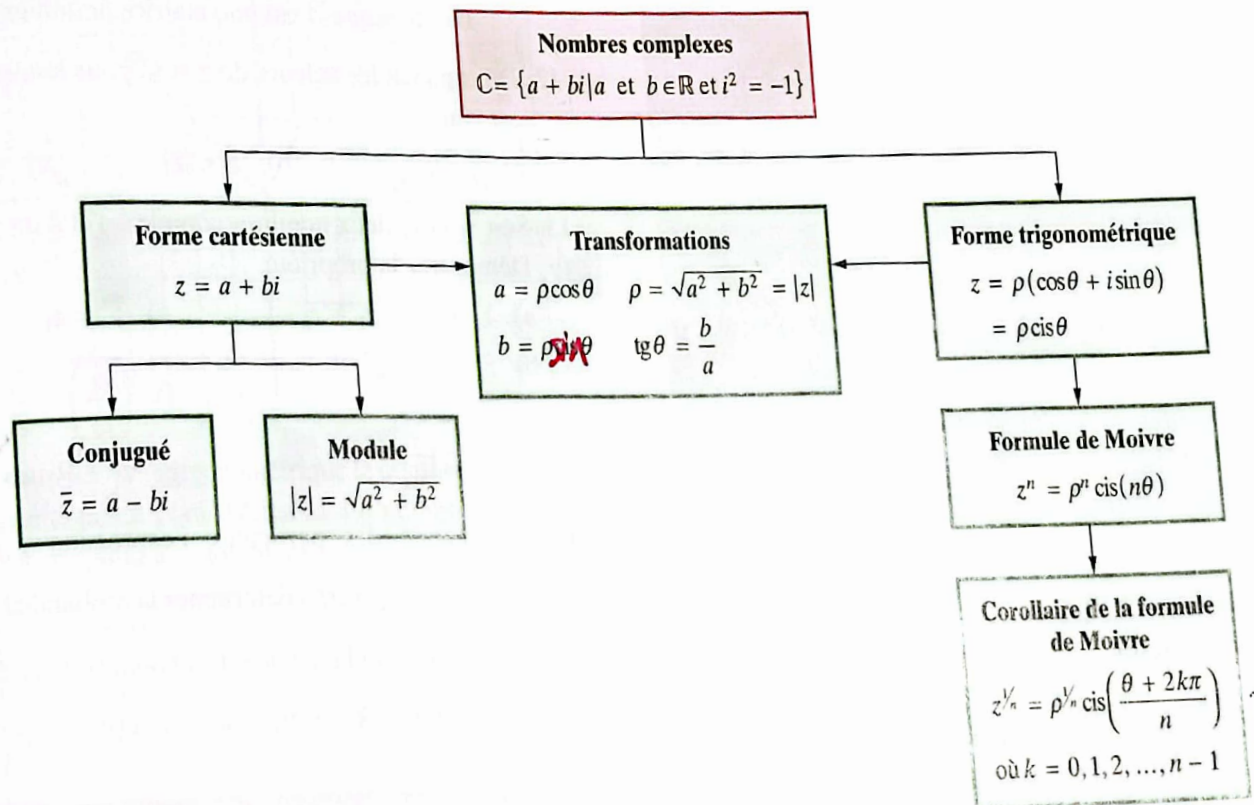 Nombres complexes
ℂ= {a + bi|a et b∈ℝ et i² = −1}
Forme cartésienne
z = a + bi
Transformations
a = ρcosθ ρ = √(a² + b²) = |z|
b = ρsinθ tgθ = b/a
Forme trigonométrique
z = ρ(cosθ + i sinθ)
= ρcisθ
Conjugué
z̅ = a − bi
Module
|z| = √(a² + b²)
Formule de Moivre
zⁿ = ρⁿ cis(nθ)
Corollaire de la formule
de Moivre
z^(1/n) = ρ^(1/n) cis((θ + 2kπ)/n)
où k = 0, 1, 2, ..., n − 1